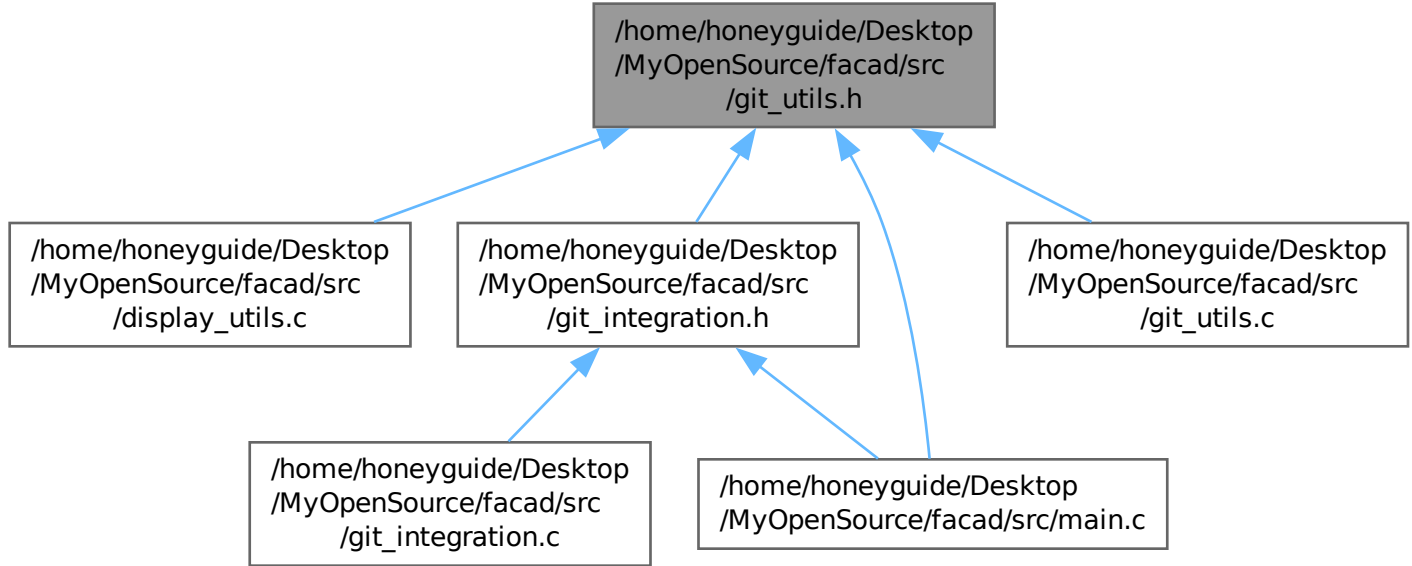 /home/honeyguide/Desktop
/MyOpenSource/facad/src
/git_utils.h
/home/honeyguide/Desktop
/MyOpenSource/facad/src
/display_utils.c
/home/honeyguide/Desktop
/MyOpenSource/facad/src
/git_integration.h
/home/honeyguide/Desktop
/MyOpenSource/facad/src
/git_utils.c
/home/honeyguide/Desktop
/MyOpenSource/facad/src
/git_integration.c
/home/honeyguide/Desktop
/MyOpenSource/facad/src/main.c